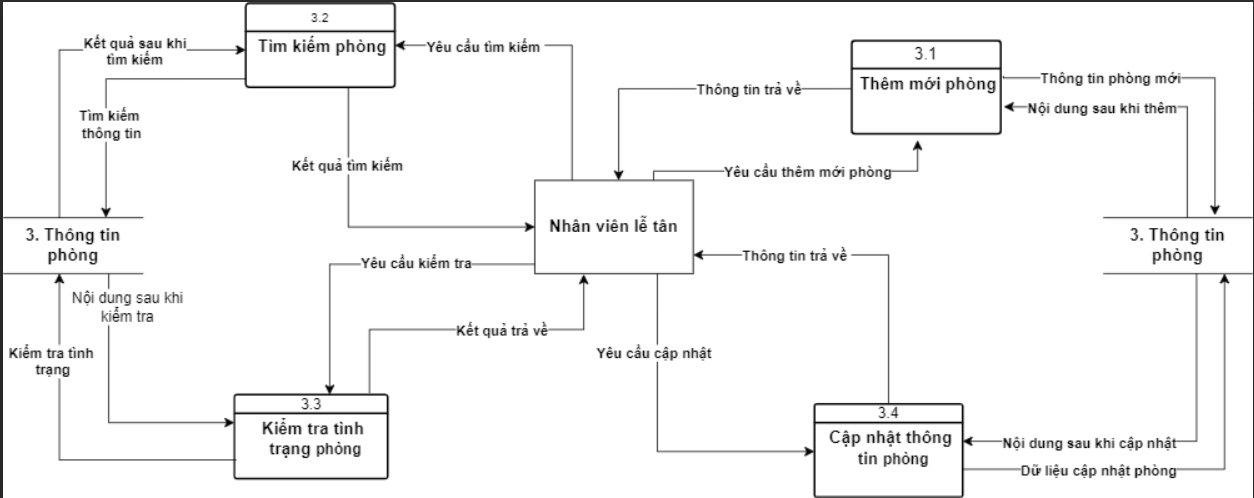 3.2
Tìm kiếm phòng
Kết quả sau khi
tìm kiếm
Yêu cầu tìm kiếm
3.1
Thêm mới phòng
Thông tin phòng mới
Thông tin trả về
Nội dung sau khi thêm
Tìm kiếm
thông tin
Kết quả tìm kiếm
Yêu cầu thêm mới phòng
Nhân viên lễ tân
3. Thông tin
phòng
3. Thông tin
phòng
Yêu cầu kiểm tra
Thông tin trả về
Nội dung sau khi
kiểm tra
Kết quả trả về
Kiểm tra tình
trạng
Yêu cầu cập nhật
3.3
Kiểm tra tình
trạng phòng
3.4
Cập nhật thông
tin phòng
Nội dung sau khi cập nhật
Dữ liệu cập nhật phòng